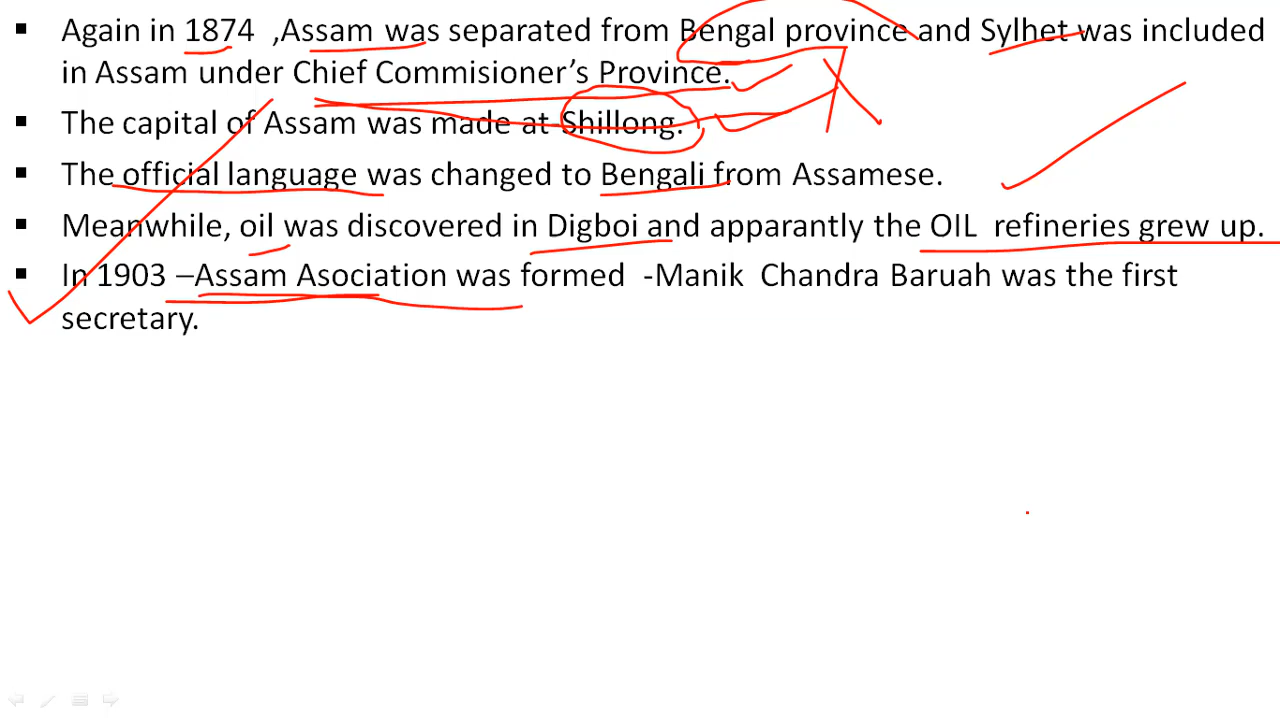 ▪ Again in 1874 ,Assam was separated from Bengal province and Sylhet was included
in Assam under Chief Commisioner’s Province.
▪ The capital of Assam was made at Shillong.
▪ The official language was changed to Bengali from Assamese.
▪ Meanwhile, oil was discovered in Digboi and apparantly the OIL refineries grew up.
▪ In 1903 –Assam Asociation was formed -Manik Chandra Baruah was the first
secretary.